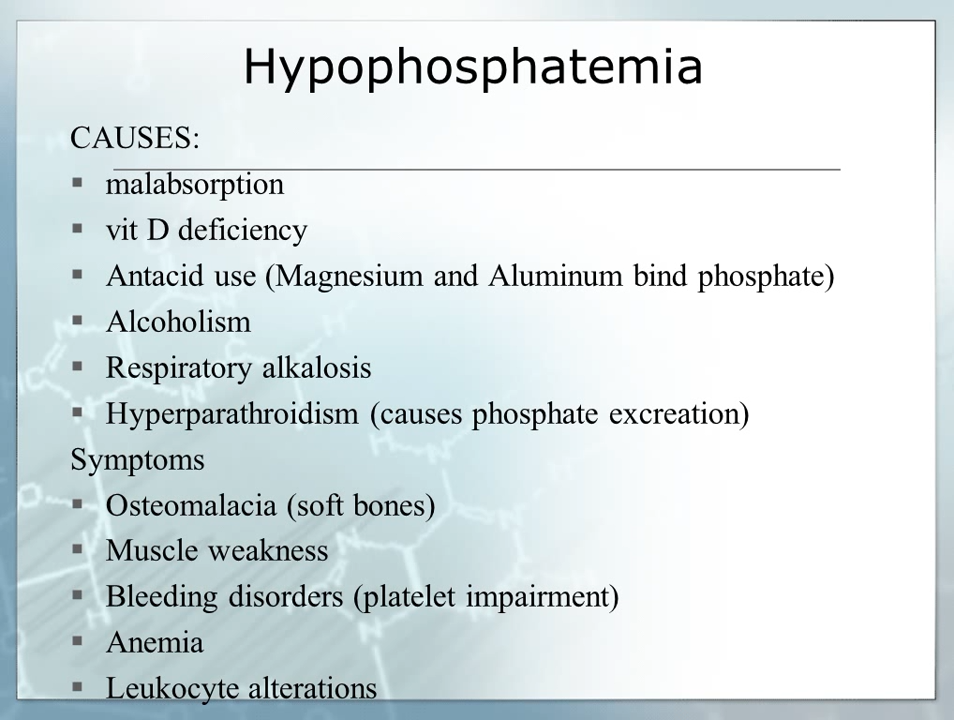 Hypophosphatemia
CAUSES:
▪ malabsorption
▪ vit D deficiency
▪ Antacid use (Magnesium and Aluminum bind phosphate)
▪ Alcoholism
▪ Respiratory alkalosis
▪ Hyperparathroidism (causes phosphate excreation)
Symptoms
▪ Osteomalacia (soft bones)
▪ Muscle weakness
▪ Bleeding disorders (platelet impairment)
▪ Anemia
▪ Leukocyte alterations